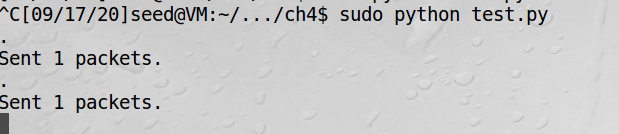 ^C[09/17/20]seed@VM:~/.../ch4$ sudo python test.py
.
Sent 1 packets.
.
Sent 1 packets.